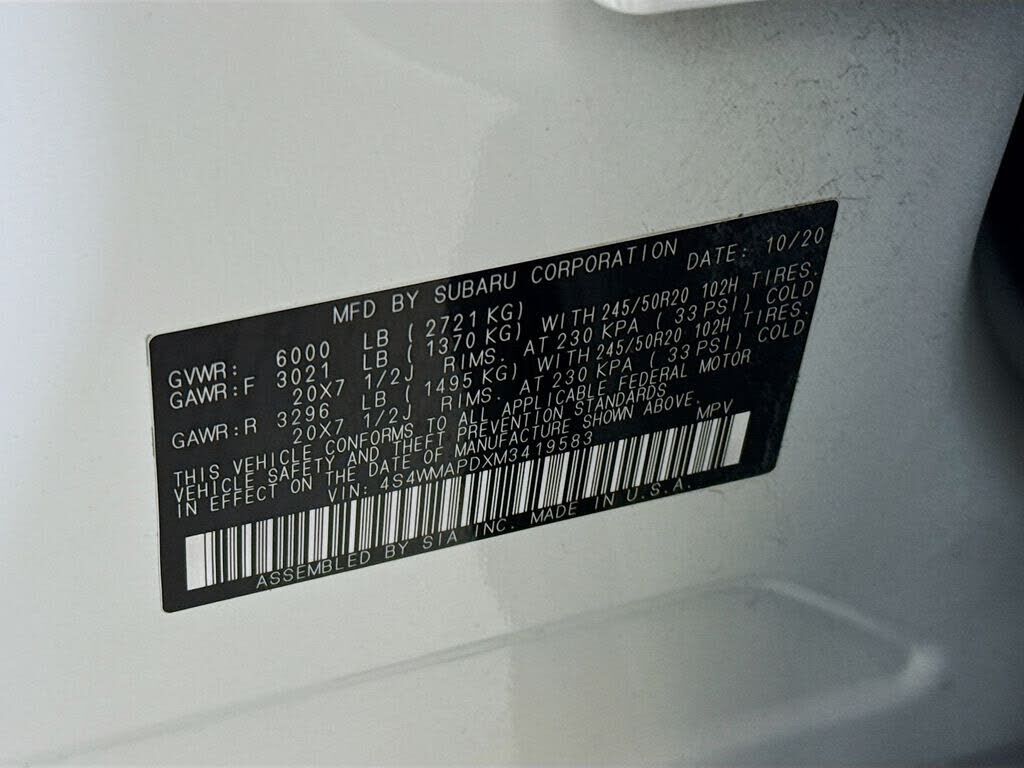 MFD BY SUBARU CORPORATION DATE: 10/20
GVWR: 6000 LB ( 2721 KG)
GAWR:F 3021 LB ( 1370 KG) WITH 245/50R20 102H TIRES.
20X7 1/2J RIMS. AT 230 KPA ( 33 PSI) COLD
GAWR:R 3296 LB ( 1495 KG) WITH 245/50R20 102H TIRES.
20X7 1/2J RIMS. AT 230 KPA ( 33 PSI) COLD
THIS VEHICLE CONFORMS TO ALL APPLICABLE FEDERAL MOTOR
VEHICLE SAFETY AND THEFT PREVENTION STANDARDS
IN EFFECT ON THE DATE OF MANUFACTURE SHOWN ABOVE.
VIN: 4S4WMAPDXM3419583 MPV
ASSEMBLED BY SIA INC. MADE IN U.S.A.